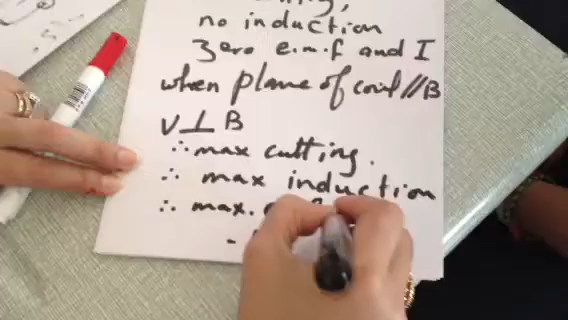 no induction
zero e.m.f and I
when plane of coil //B
V⊥B
∴ max cutting.
∴ max induction
∴ max.